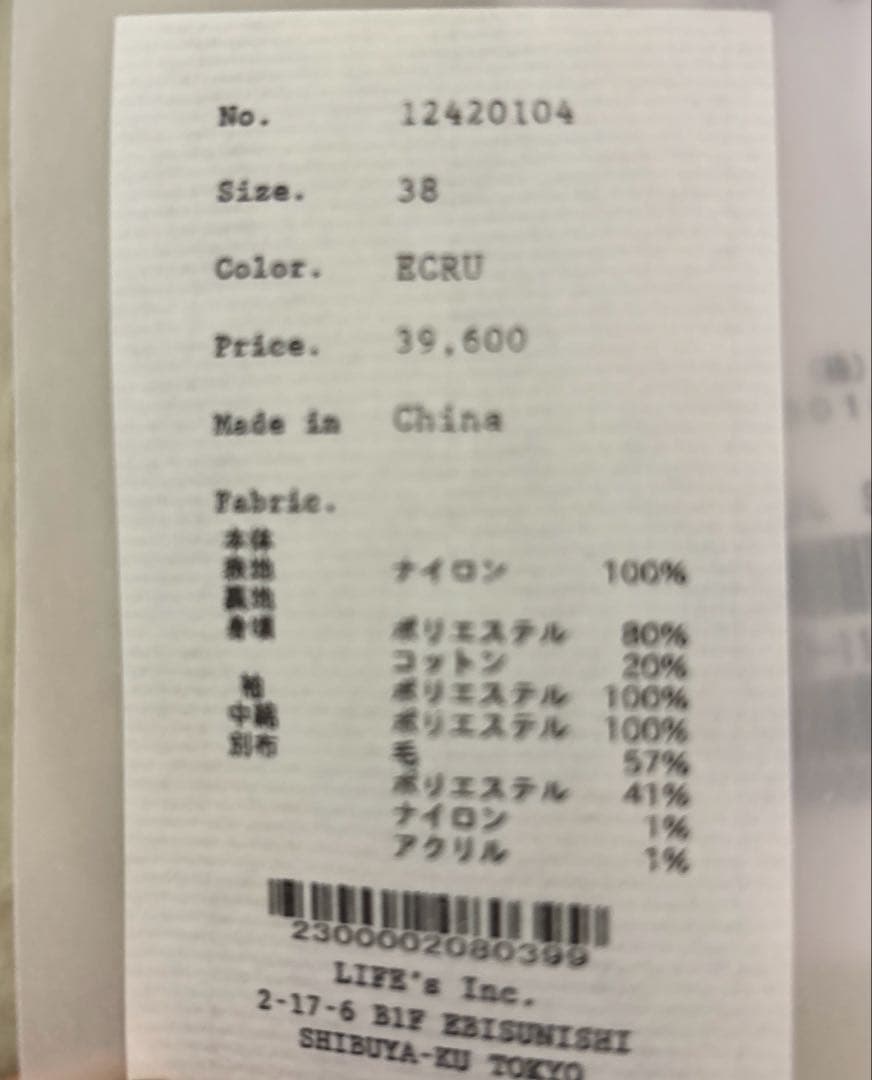 No. 12420104
Size. 38
Color. ECRU
Price. 39,600
Made in China
Fabric.
本体
表地 ナイロン 100%
裏地
身頃 ポリエステル 80%
コットン 20%
袖 ポリエステル 100%
中綿 ポリエステル 100%
別布 毛 57%
ポリエステル 41%
ナイロン 1%
アクリル 1%
2300002080399
LIFE's Inc.
2-17-6 B1F EBISUNISHI
SHIBUYA-KU TOKYO